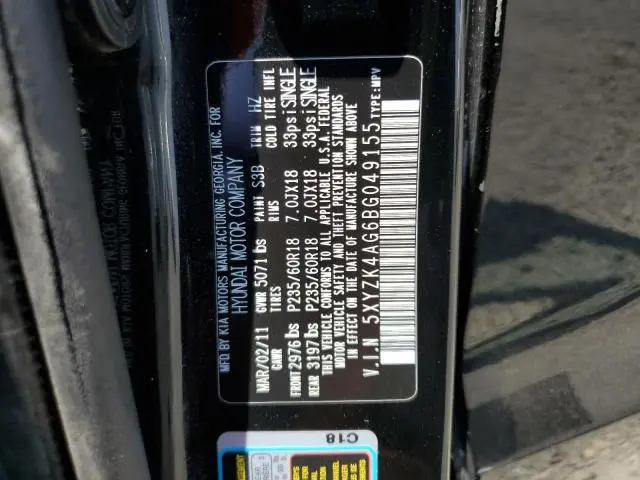 MFD BY KIA MOTORS MANUFACTURING GEORGIA, INC. FOR
HYUNDAI MOTOR COMPANY
MAR/02/11 GVWR 5071 lbs PAINT S3B TRIM HZ
GAWR TIRES RIMS COLD TIRE INFL
FRONT 2976 lbs P235/60R18 7.0JX18 33psi SINGLE
REAR 3197 lbs P235/60R18 7.0JX18 33psi SINGLE
THIS VEHICLE CONFORMS TO ALL APPLICABLE U.S.A. FEDERAL
MOTOR VEHICLE SAFETY AND THEFT PREVENTION STANDARDS
IN EFFECT ON THE DATE OF MANUFACTURE SHOWN ABOVE
V.I.N 5XYZK4AG6BG049155 TYPE:MPV
C18